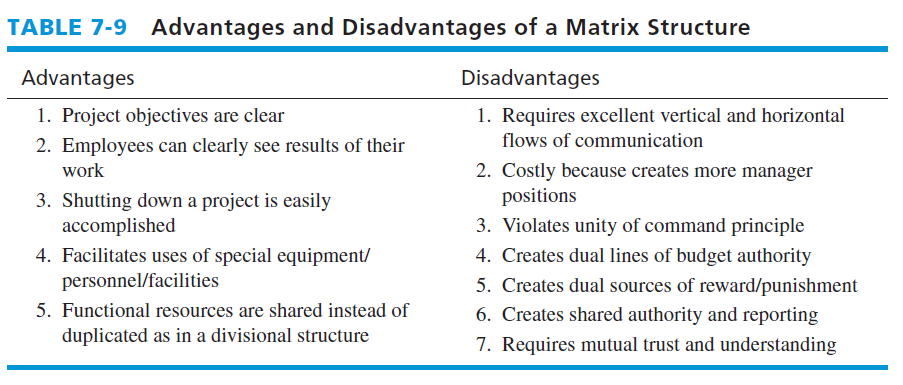 TABLE 7-9 Advantages and Disadvantages of a Matrix Structure
Advantages
1. Project objectives are clear
2. Employees can clearly see results of their
work
3. Shutting down a project is easily
accomplished
4. Facilitates uses of special equipment/
personnel/facilities
5. Functional resources are shared instead of
duplicated as in a divisional structure
Disadvantages
1. Requires excellent vertical and horizontal
flows of communication
2. Costly because creates more manager
positions
3. Violates unity of command principle
4. Creates dual lines of budget authority
5. Creates dual sources of reward/punishment
6. Creates shared authority and reporting
7. Requires mutual trust and understanding